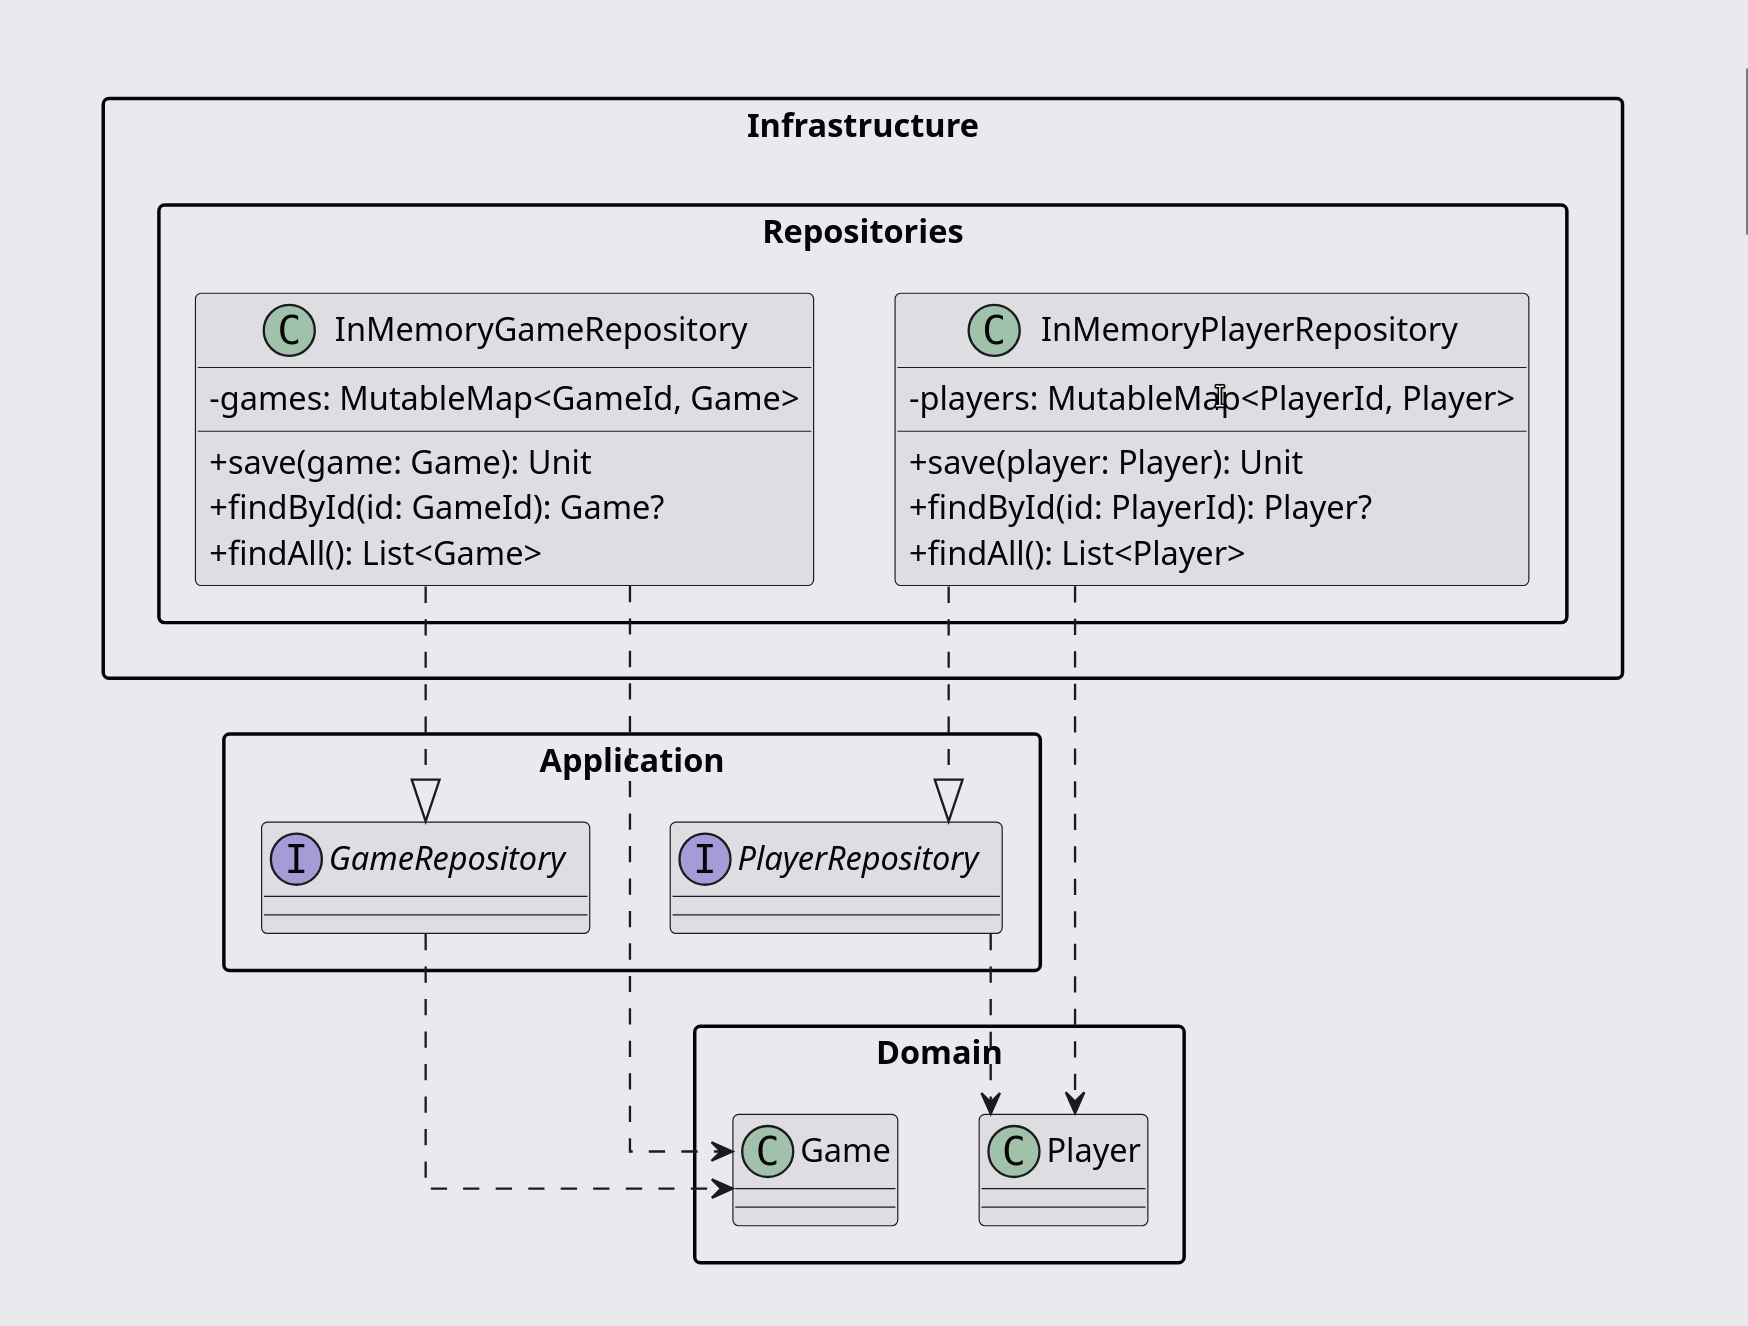 Infrastructure
Repositories
C InMemoryGameRepository
-games: MutableMap<GameId, Game>
+save(game: Game): Unit
+findById(id: GameId): Game?
+findAll(): List<Game>
C InMemoryPlayerRepository
-players: MutableMap<PlayerId, Player>
+save(player: Player): Unit
+findById(id: PlayerId): Player?
+findAll(): List<Player>
Application
I GameRepository
I PlayerRepository
Domain
C Game
C Player